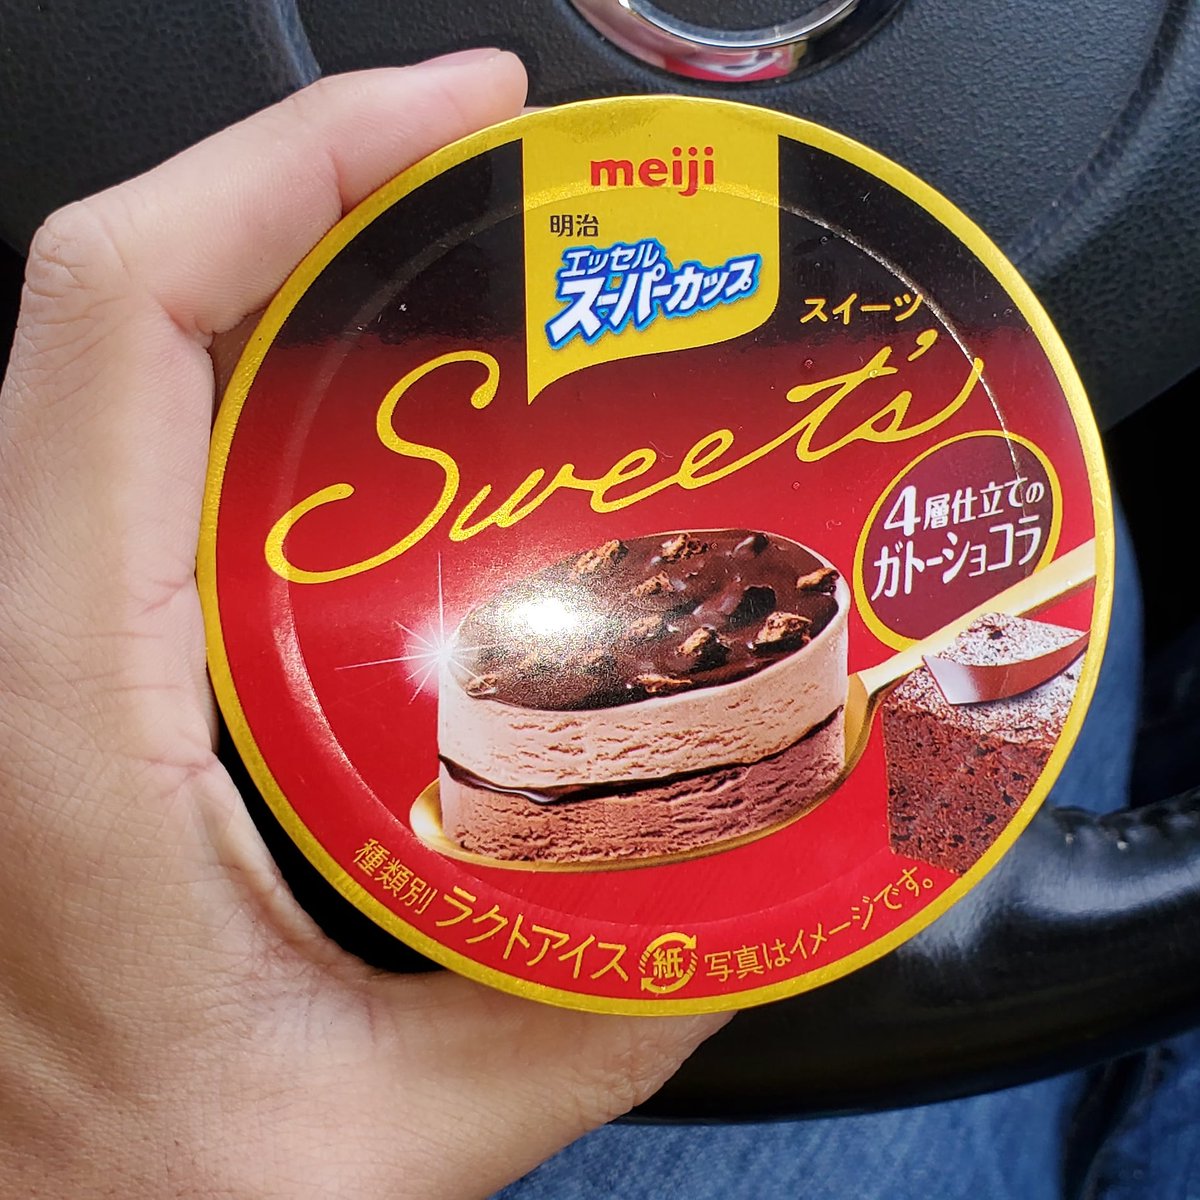 meiji
明治
エッセル
スーパーカップ
スイーツ
Sweet's
4層仕立ての
ガトーショコラ
種類別 ラクトアイス
紙
写真はイメージです。